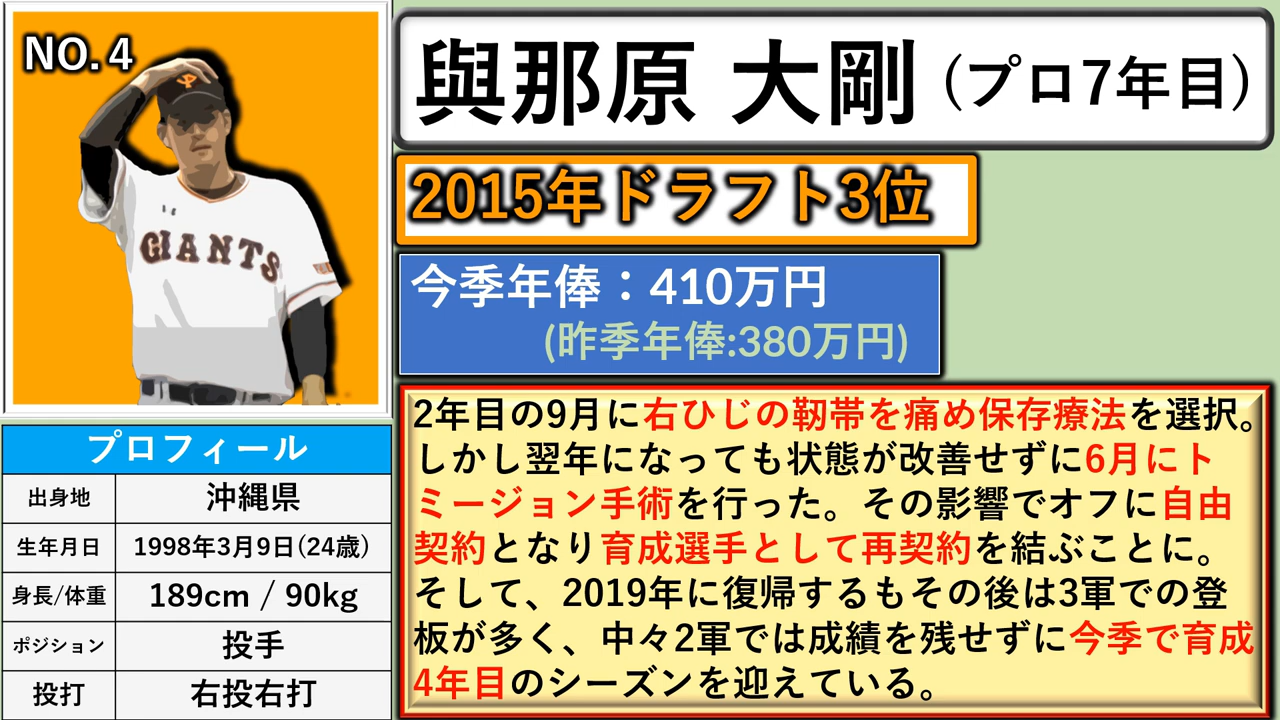 NO.4
GIANTS
與那原 大剛 (プロ7年目)
2015年ドラフト3位
今季年俸:410万円
(昨季年俸:380万円)
プロフィール
出身地 沖縄県
生年月日 1998年3月9日(24歳)
身長/体重 189cm / 90kg
ポジション 投手
投打 右投右打
2年目の9月に右ひじの靭帯を痛め保存療法を選択。
しかし翌年になっても状態が改善せずに6月にト
ミージョン手術を行った。その影響でオフに自由
契約となり育成選手として再契約を結ぶことに。
そして、2019年に復帰するもその後は3軍での登
板が多く、中々2軍では成績を残せずに今季で育成
4年目のシーズンを迎えている。